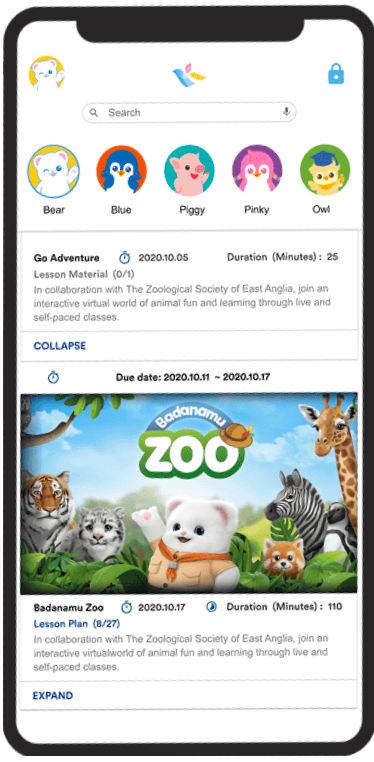 Search
Bear Blue Piggy Pinky Owl
Go Adventure 2020.10.05 Duration (Minutes) : 25
Lesson Material (0/1)
In collaboration with The Zoological Society of East Anglia, join an
interactive virtual world of animal fun and learning through live and
self-paced classes.
COLLAPSE
Due date: 2020.10.11 ~ 2020.10.17
Badanamu
ZOO
Badanamu Zoo 2020.10.17 Duration (Minutes) : 110
Lesson Plan (8/27)
In collaboration with The Zoological Society of East Anglia, join an
interactive virtualworld of animal fun and learning through live and
self-paced classes.
EXPAND